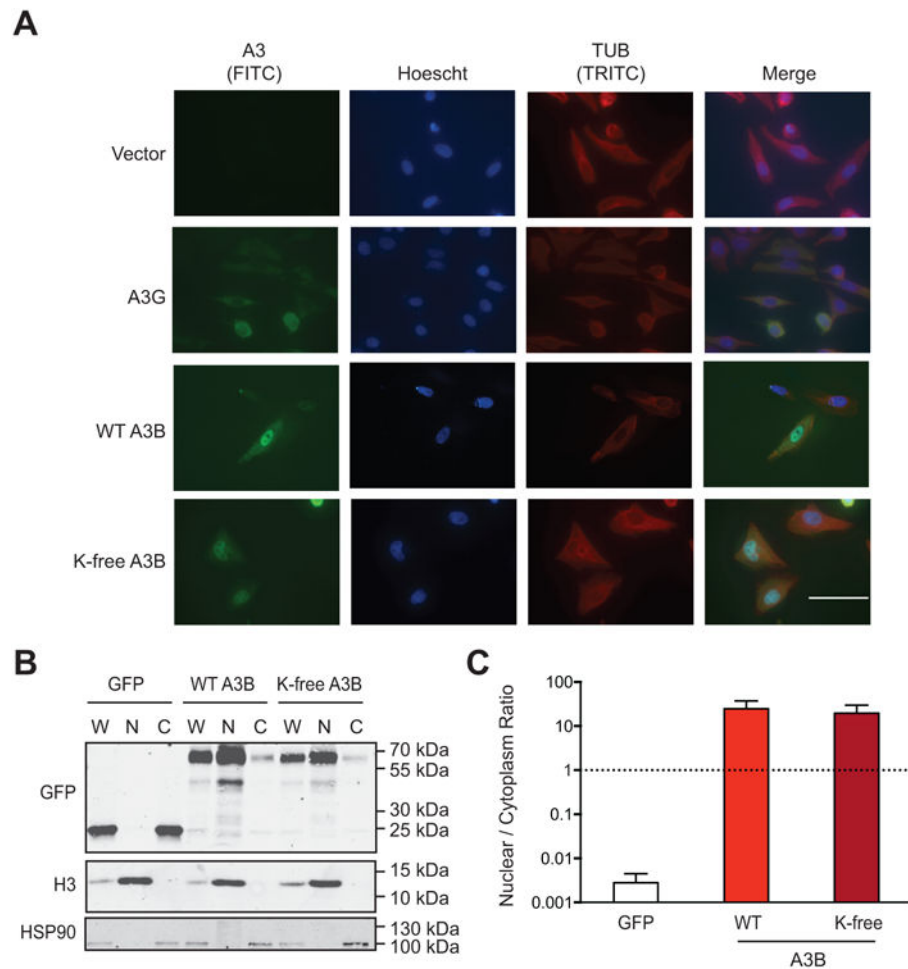 A
A3
(FITC)
Hoescht
TUB
(TRITC)
Merge
Vector
A3G
WT A3B
K-free A3B
B
GFP WT A3B K-free A3B
W N C W N C W N C
GFP
70 kDa
55 kDa
30 kDa
25 kDa
H3
15 kDa
10 kDa
HSP90
130 kDa
100 kDa
C
Nuclear / Cytoplasm Ratio
100
10
1
0.1
0.01
0.001
GFP WT K-free
A3B